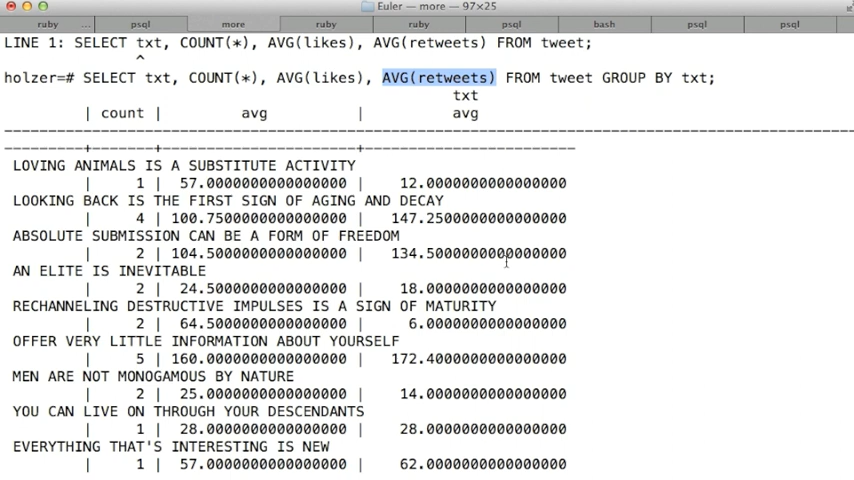 Euler — more — 97×25
ruby ... psql more ruby ruby psql bash psql psql
LINE 1: SELECT txt, COUNT(*), AVG(likes), AVG(retweets) FROM tweet;
^
holzer=# SELECT txt, COUNT(*), AVG(likes), AVG(retweets) FROM tweet GROUP BY txt;
txt
| count | avg | avg
---------+-------+----------------------+----------------------
LOVING ANIMALS IS A SUBSTITUTE ACTIVITY
| 1 | 57.0000000000000000 | 12.0000000000000000
LOOKING BACK IS THE FIRST SIGN OF AGING AND DECAY
| 4 | 100.7500000000000000 | 147.2500000000000000
ABSOLUTE SUBMISSION CAN BE A FORM OF FREEDOM
| 2 | 104.5000000000000000 | 134.5000000000000000
AN ELITE IS INEVITABLE
| 2 | 24.5000000000000000 | 18.0000000000000000
RECHANNELING DESTRUCTIVE IMPULSES IS A SIGN OF MATURITY
| 2 | 64.5000000000000000 | 6.0000000000000000
OFFER VERY LITTLE INFORMATION ABOUT YOURSELF
| 5 | 160.0000000000000000 | 172.4000000000000000
MEN ARE NOT MONOGAMOUS BY NATURE
| 2 | 25.0000000000000000 | 14.0000000000000000
YOU CAN LIVE ON THROUGH YOUR DESCENDANTS
| 1 | 28.0000000000000000 | 28.0000000000000000
EVERYTHING THAT'S INTERESTING IS NEW
| 1 | 57.0000000000000000 | 62.0000000000000000